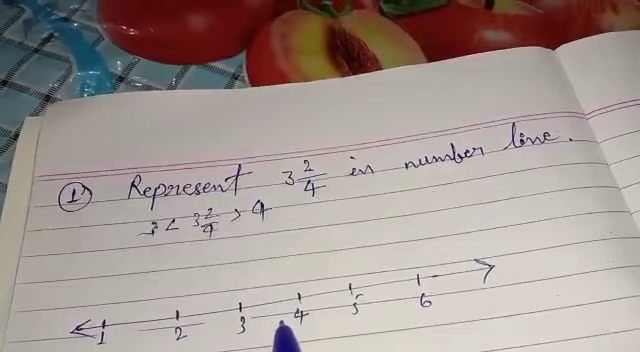 ① Represent 3 2/4 in number line.
3 < 3 2/4 > 4
1 2 3 4 5 6